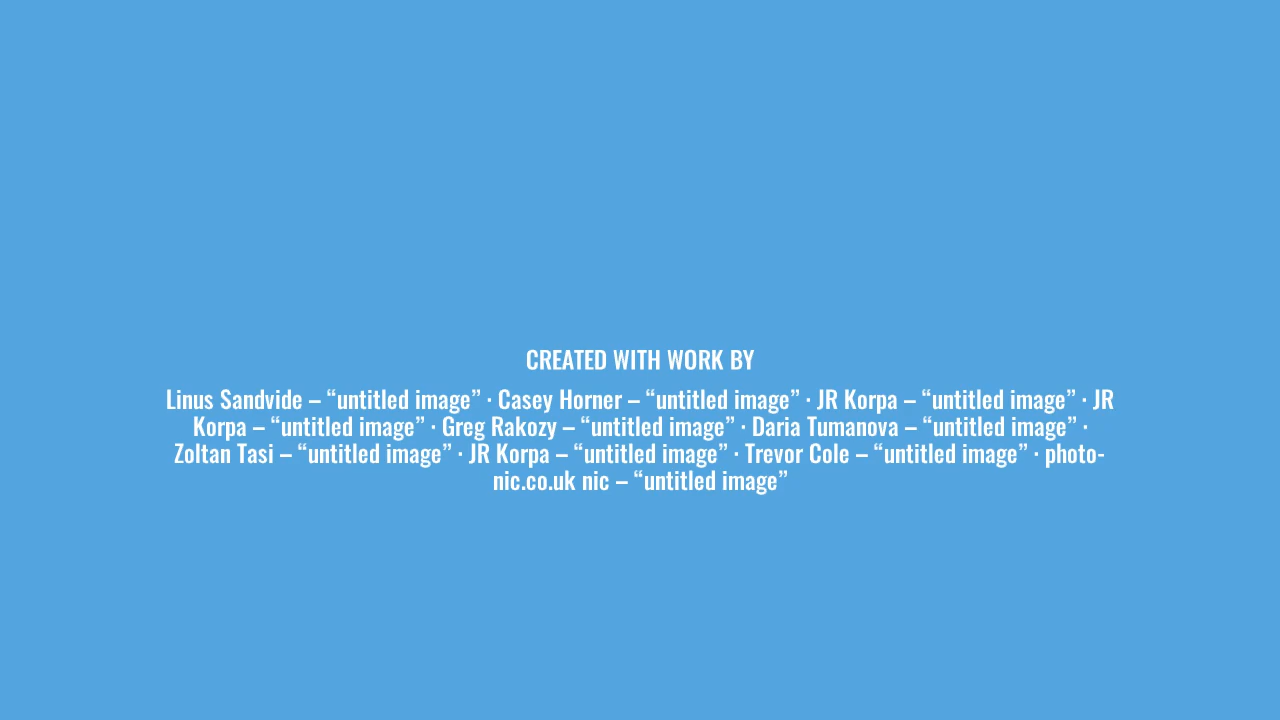 CREATED WITH WORK BY
Linus Sandvide – “untitled image” · Casey Horner – “untitled image” · JR Korpa – “untitled image” · JR
Korpa – “untitled image” · Greg Rakozy – “untitled image” · Daria Tumanova – “untitled image” ·
Zoltan Tasi – “untitled image” · JR Korpa – “untitled image” · Trevor Cole – “untitled image” · photo-
nic.co.uk nic – “untitled image”